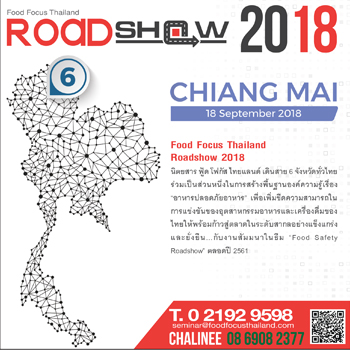 Food Focus Thailand
ROADSHOW 2018
6
CHIANG MAI
18 September 2018
Food Focus Thailand
Roadshow 2018
นิตยสาร ฟู้ด โฟกัส ไทยแลนด์ เดินสาย 6 จังหวัดทั่วไทย
ร่วมเป็นส่วนหนึ่งในการสร้างพื้นฐานองค์ความรู้เรื่อง
"อาหารปลอดภัยอาหาร" เพื่อเพิ่มขีดความสามารถใน
การแข่งขันของอุตสาหกรรมอาหารและเครื่องดื่มของ
ไทยให้พร้อมก้าวสู่ตลาดในระดับสากลอย่างแข็งแกร่ง
และยั่งยืน...กับงานสัมมนาในธีม "Food Safety
Roadshow" ตลอดปี 2561
T. 0 2192 9598
seminar@foodfocusthailand.com
CHALINEE 08 6908 2377